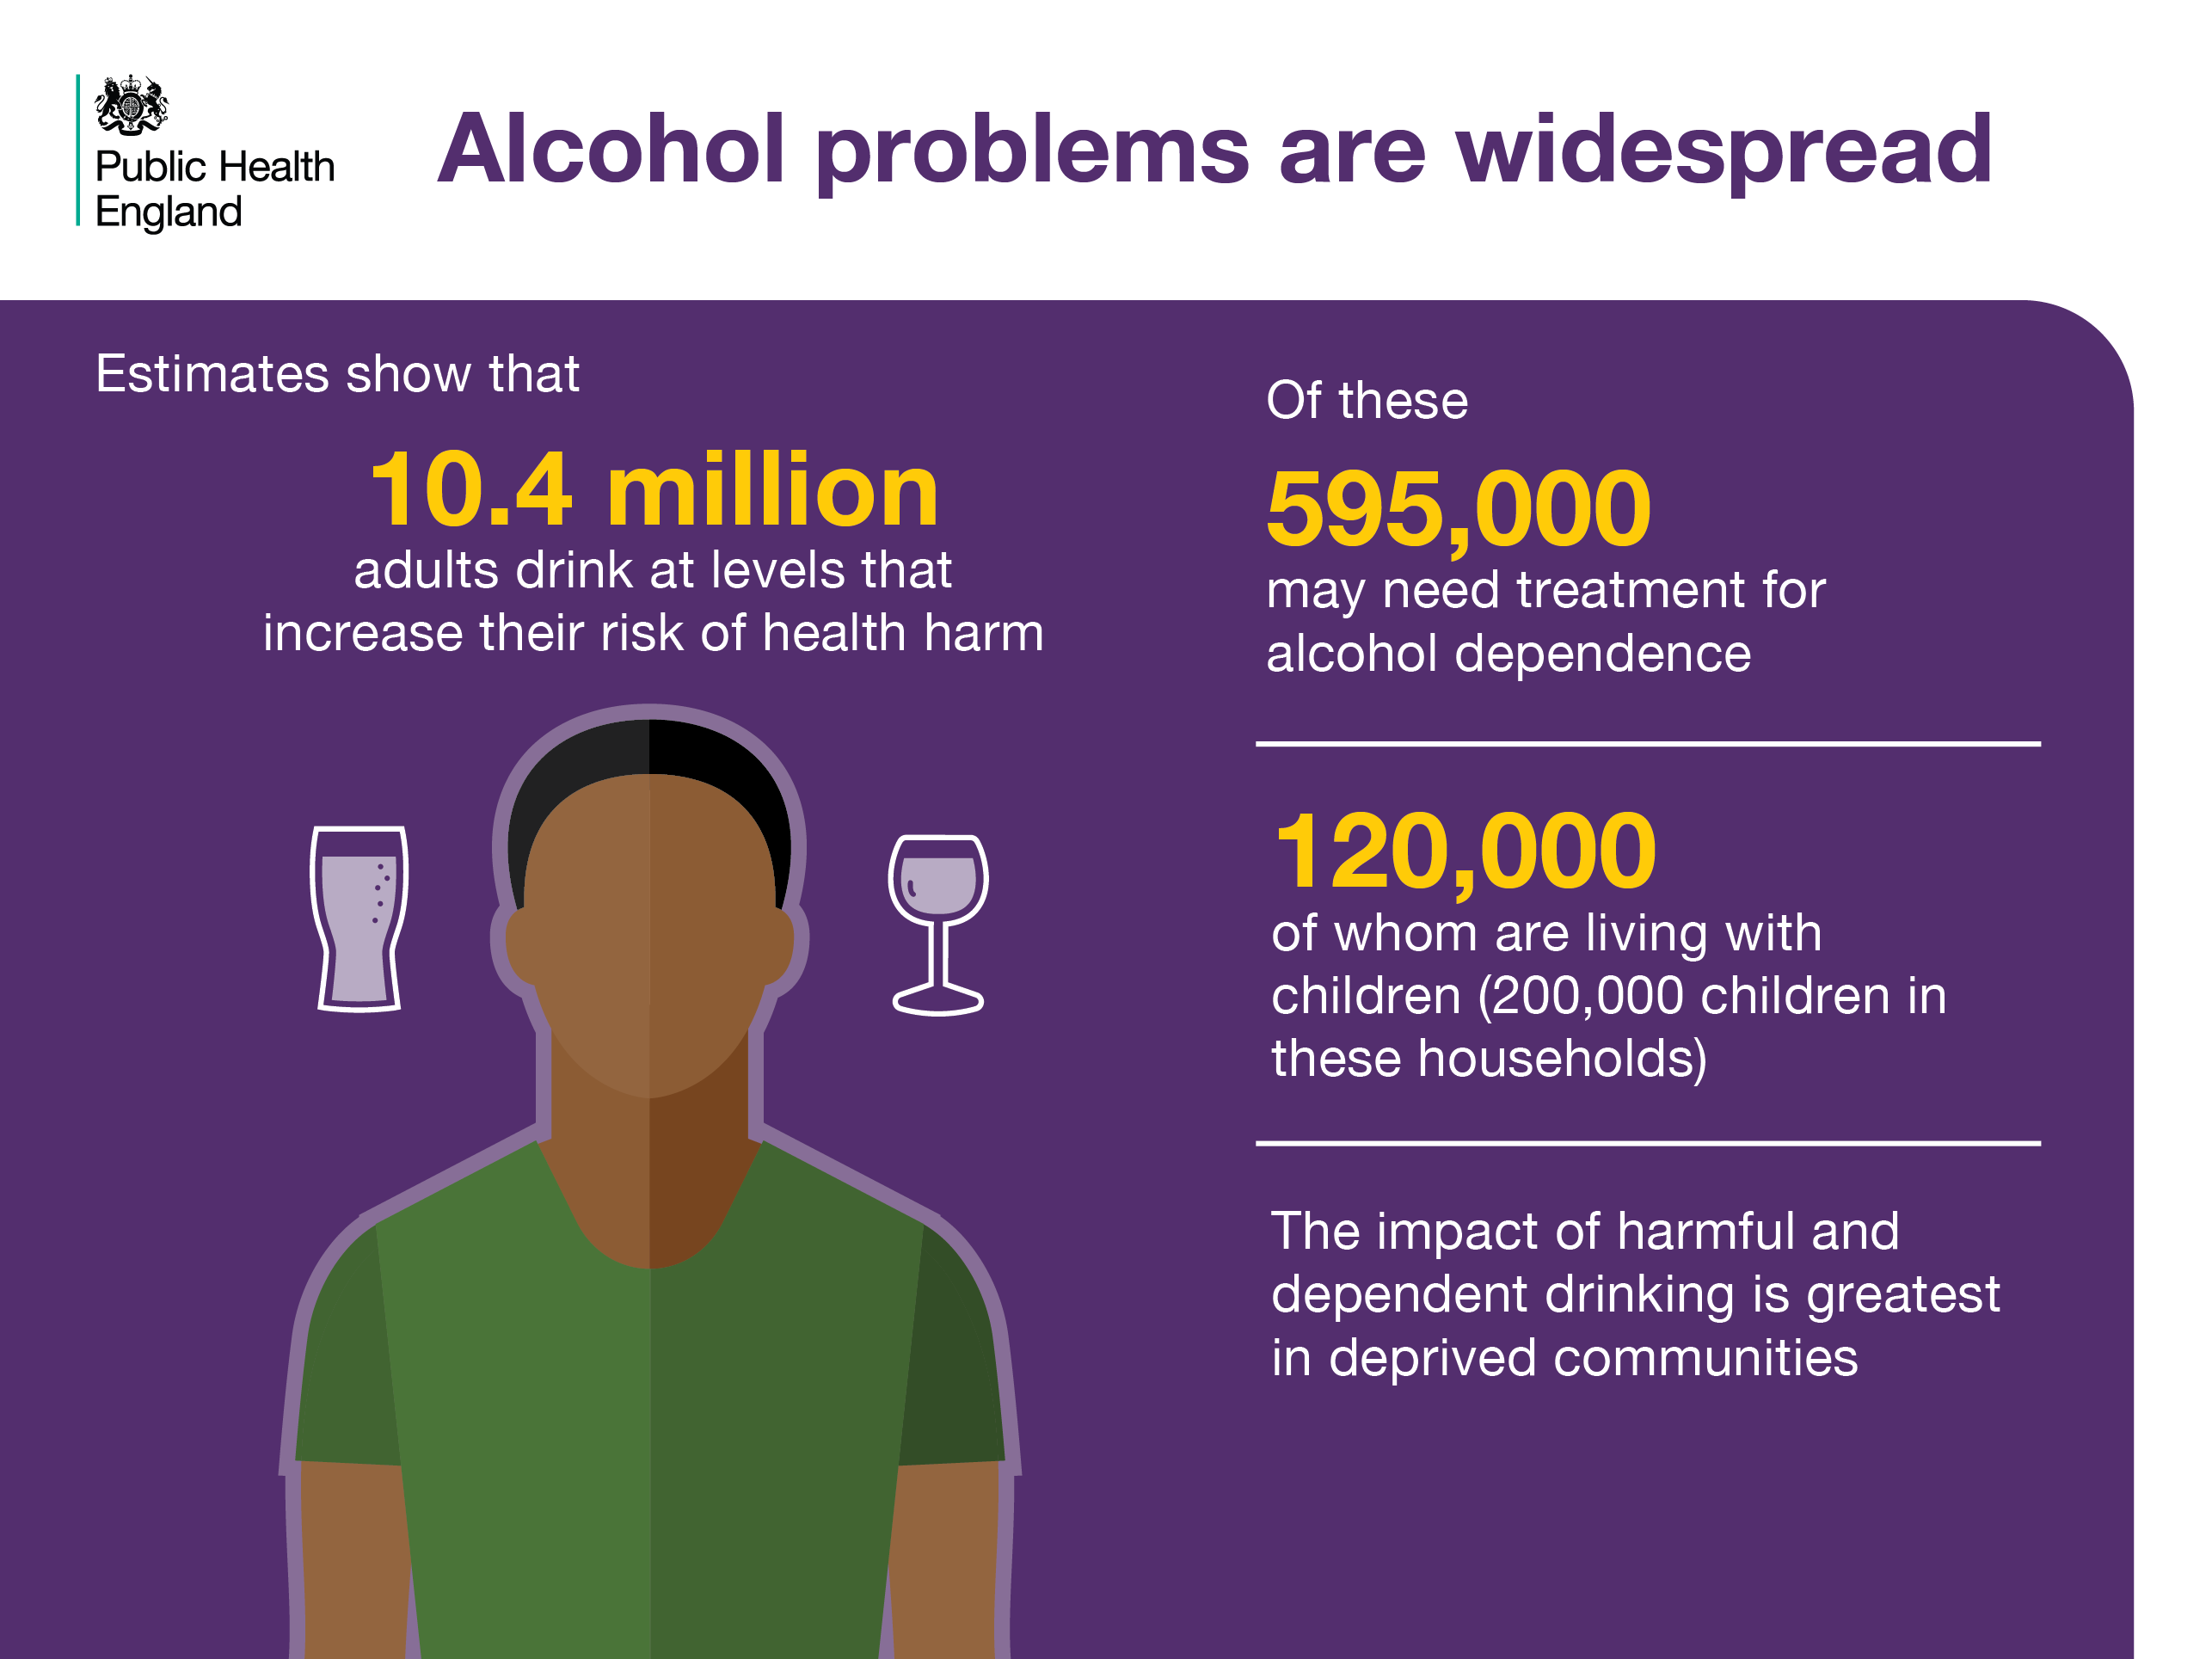 Public Health
England
Alcohol problems are widespread
Estimates show that
10.4 million
adults drink at levels that
increase their risk of health harm
Of these
595,000
may need treatment for
alcohol dependence
120,000
of whom are living with
children (200,000 children in
these households)
The impact of harmful and
dependent drinking is greatest
in deprived communities